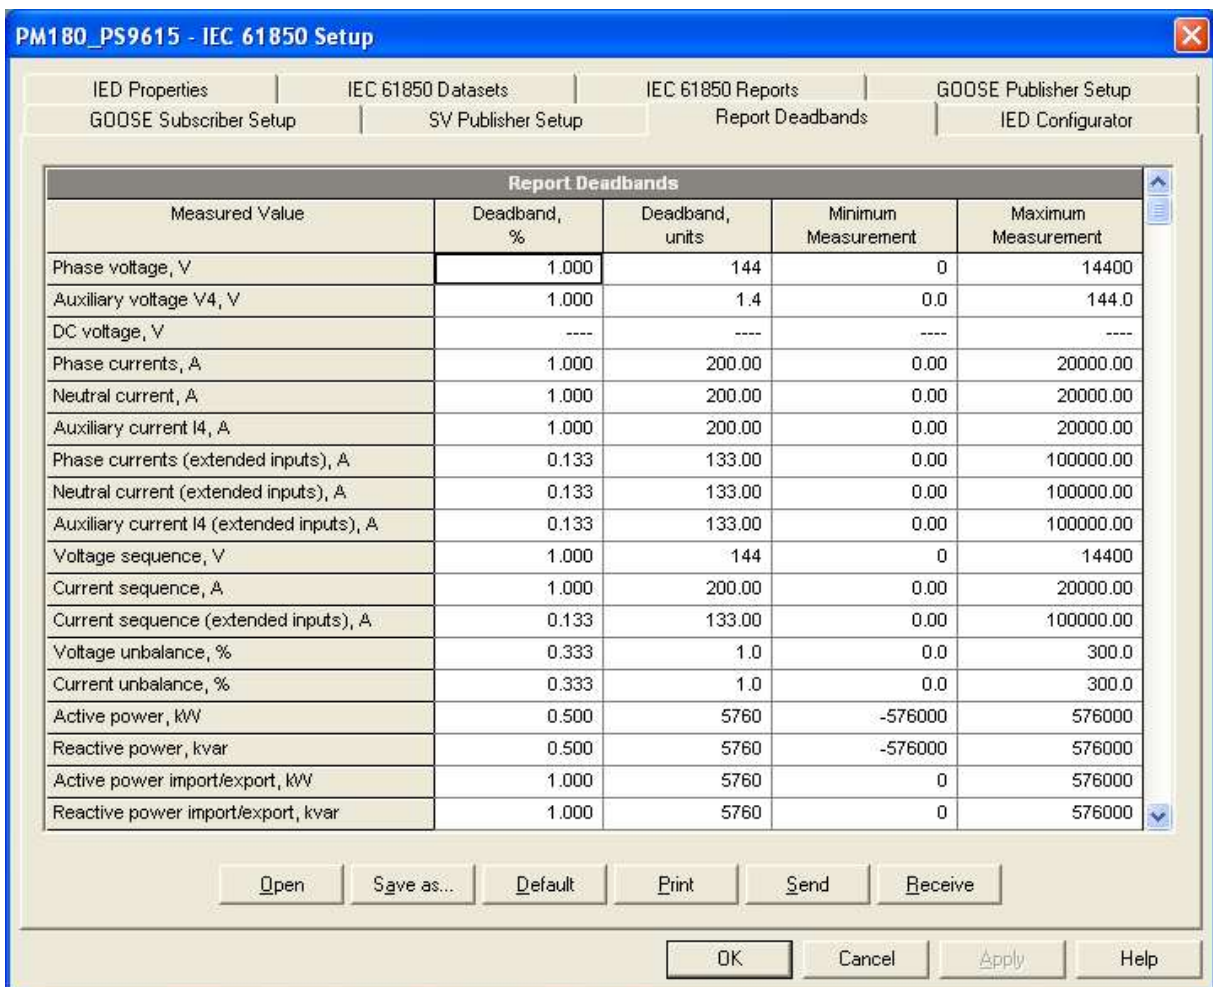 PM180_PS9615 - IEC 61850 Setup
IED Properties IEC 61850 Datasets IEC 61850 Reports GOOSE Publisher Setup
GOOSE Subscriber Setup SV Publisher Setup Report Deadbands IED Configurator
Report Deadbands
Measured Value Deadband, % Deadband, units Minimum Measurement Maximum Measurement
Phase voltage, V 1.000 144 0 14400
Auxiliary voltage V4, V 1.000 1.4 0.0 144.0
DC voltage, V ---- ---- ---- ----
Phase currents, A 1.000 200.00 0.00 20000.00
Neutral current, A 1.000 200.00 0.00 20000.00
Auxiliary current I4, A 1.000 200.00 0.00 20000.00
Phase currents (extended inputs), A 0.133 133.00 0.00 100000.00
Neutral current (extended inputs), A 0.133 133.00 0.00 100000.00
Auxiliary current I4 (extended inputs), A 0.133 133.00 0.00 100000.00
Voltage sequence, V 1.000 144 0 14400
Current sequence, A 1.000 200.00 0.00 20000.00
Current sequence (extended inputs), A 0.133 133.00 0.00 100000.00
Voltage unbalance, % 0.333 1.0 0.0 300.0
Current unbalance, % 0.333 1.0 0.0 300.0
Active power, kW 0.500 5760 -576000 576000
Reactive power, kvar 0.500 5760 -576000 576000
Active power import/export, kW 1.000 5760 0 576000
Reactive power import/export, kvar 1.000 5760 0 576000
Open Save as... Default Print Send Receive
OK Cancel Apply Help